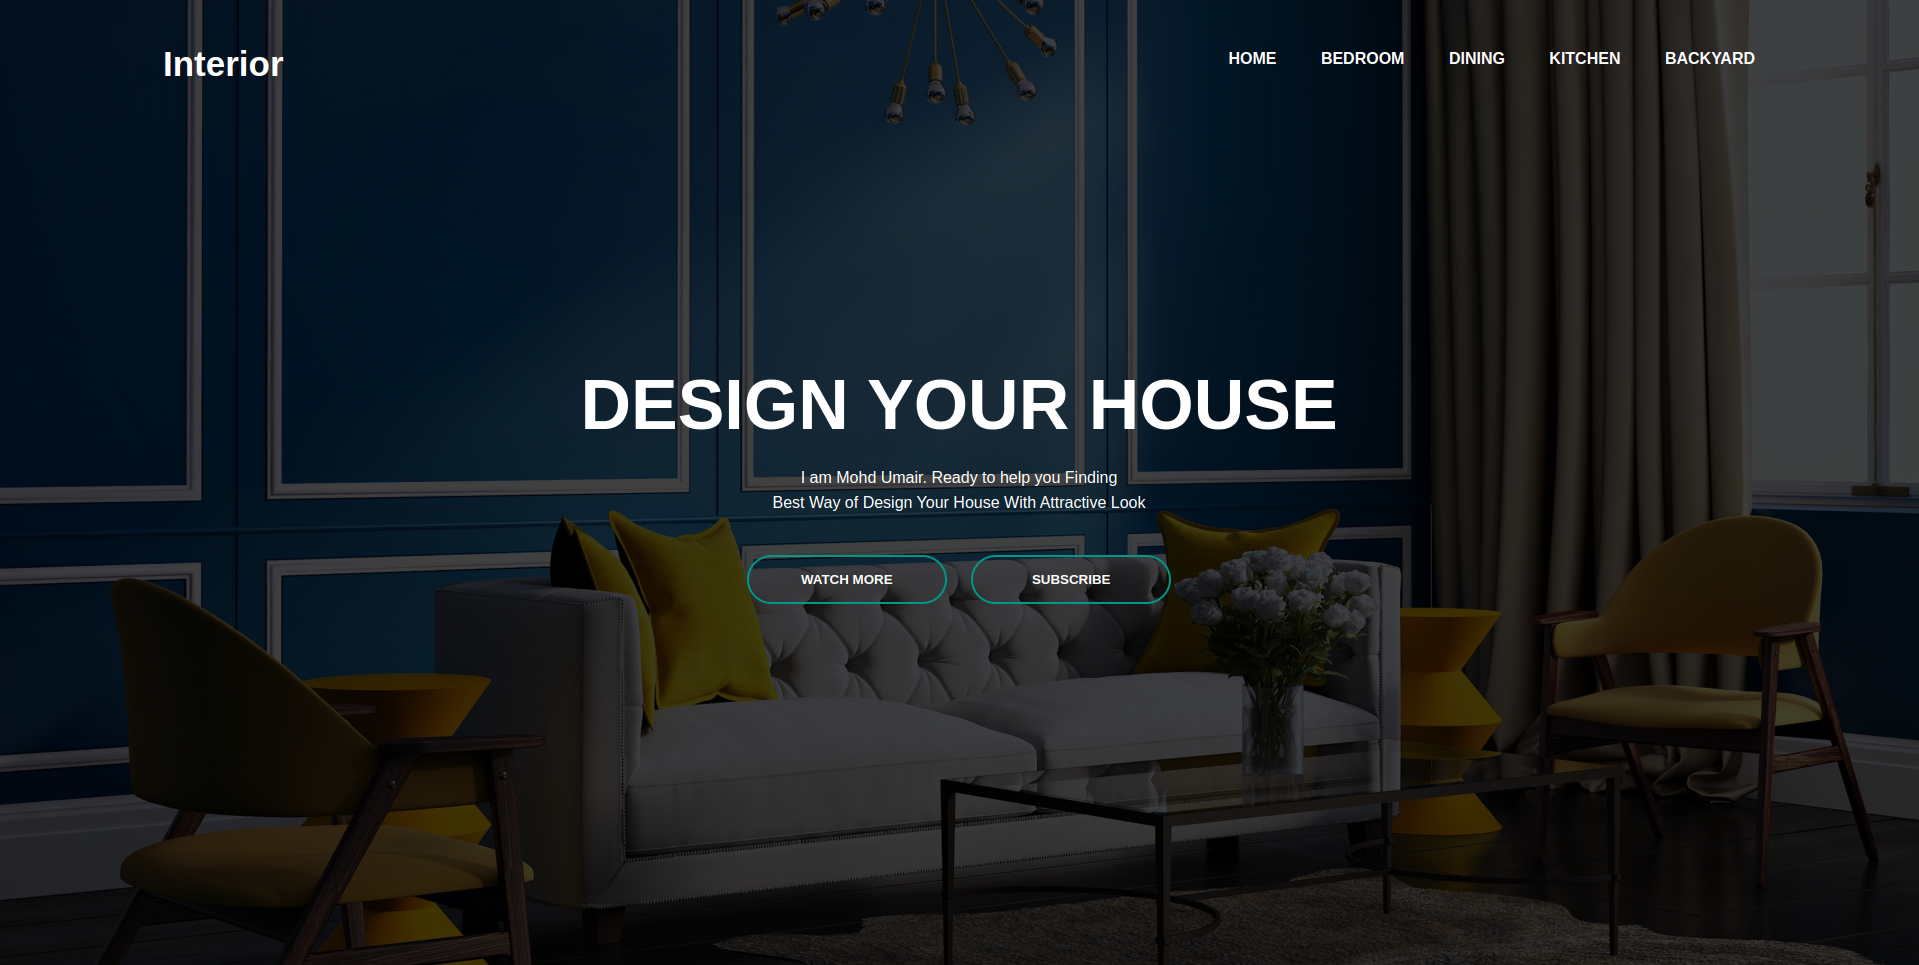 Interior
HOME BEDROOM DINING KITCHEN BACKYARD
DESIGN YOUR HOUSE
I am Mohd Umair. Ready to help you Finding
Best Way of Design Your House With Attractive Look
WATCH MORE SUBSCRIBE